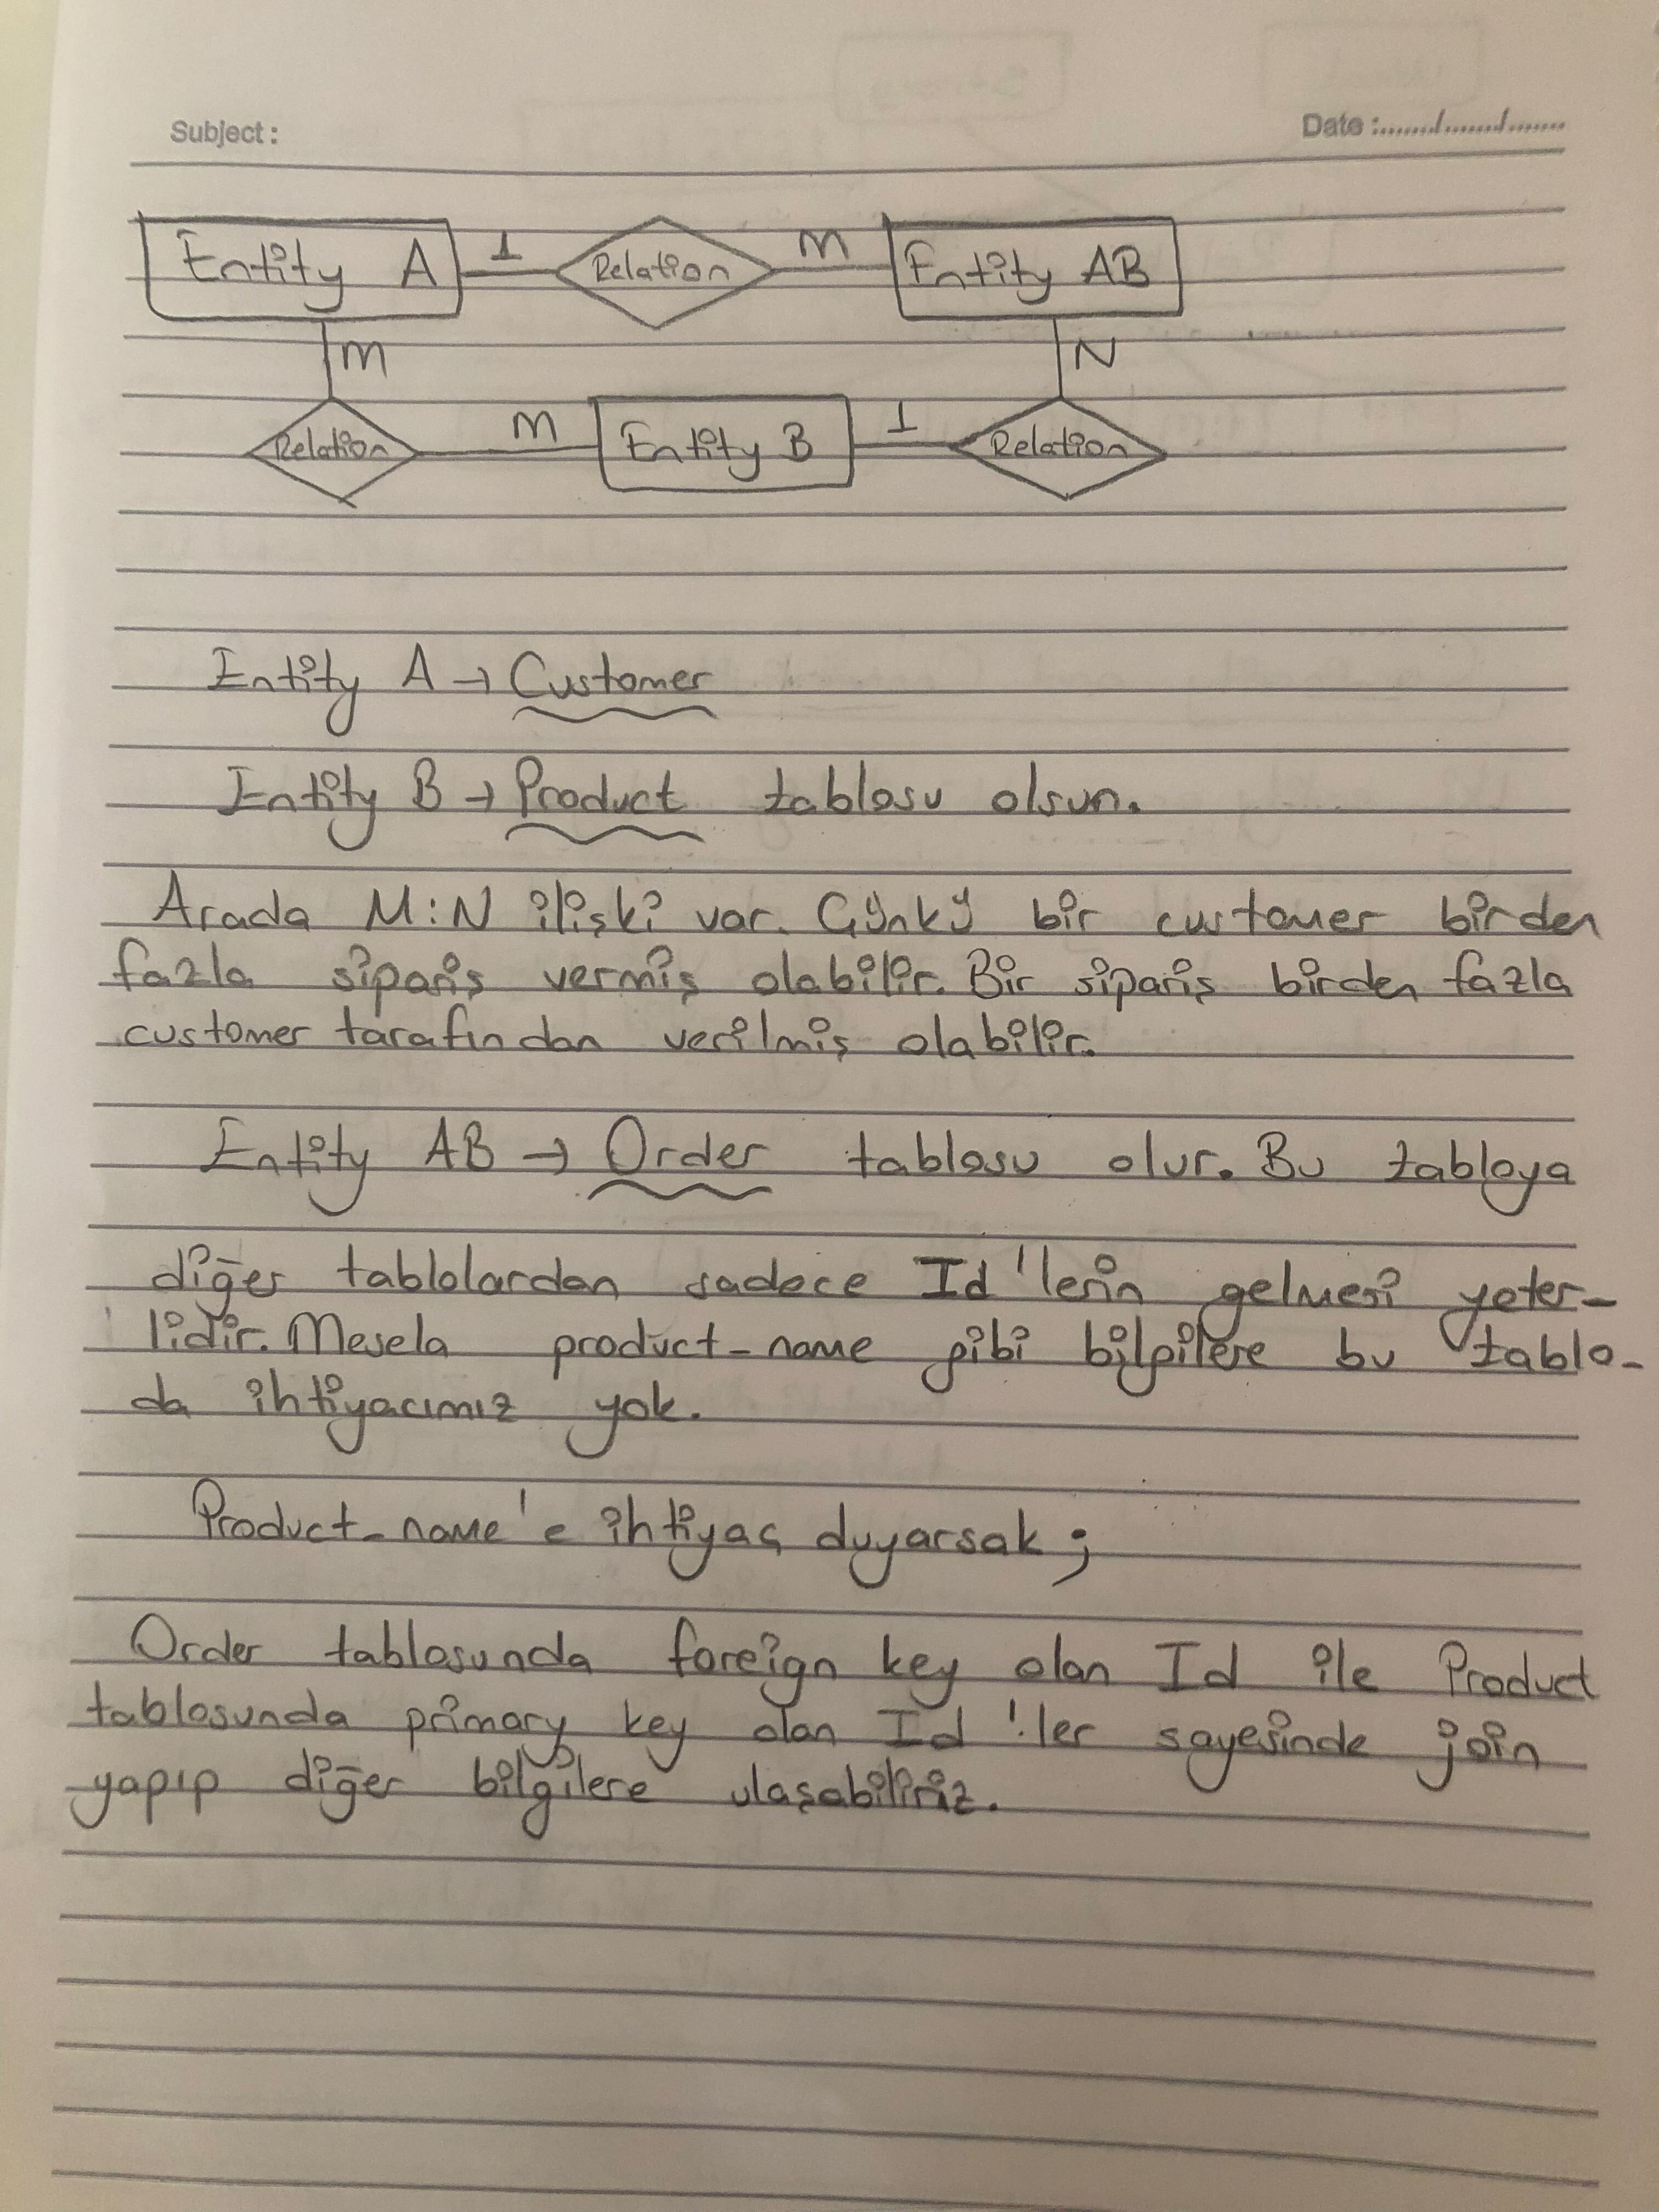 Subject :
Date :......./......./.......
Entity A 1 Relation M Entity AB
M N
Relation M Entity B 1 Relation
Entity A → Customer
Entity B → Product tablosu olsun.
Arada M:N ilişki var. Çünkü bir customer birden
fazla sipariş vermiş olabilir. Bir sipariş birden fazla
customer tarafından verilmiş olabilir.
Entity AB → Order tablosu olur. Bu tabloya
diğer tablolardan sadece Id'lerin gelmesi yeter-
lidir. Mesela product_name gibi bilgilere bu tablo-
da ihtiyacımız yok.
Product_name'e ihtiyaç duyarsak;
Order tablosunda foreign key olan Id ile Product
tablosunda primary key olan Id'ler sayesinde join
yapıp diğer bilgilere ulaşabiliriz.